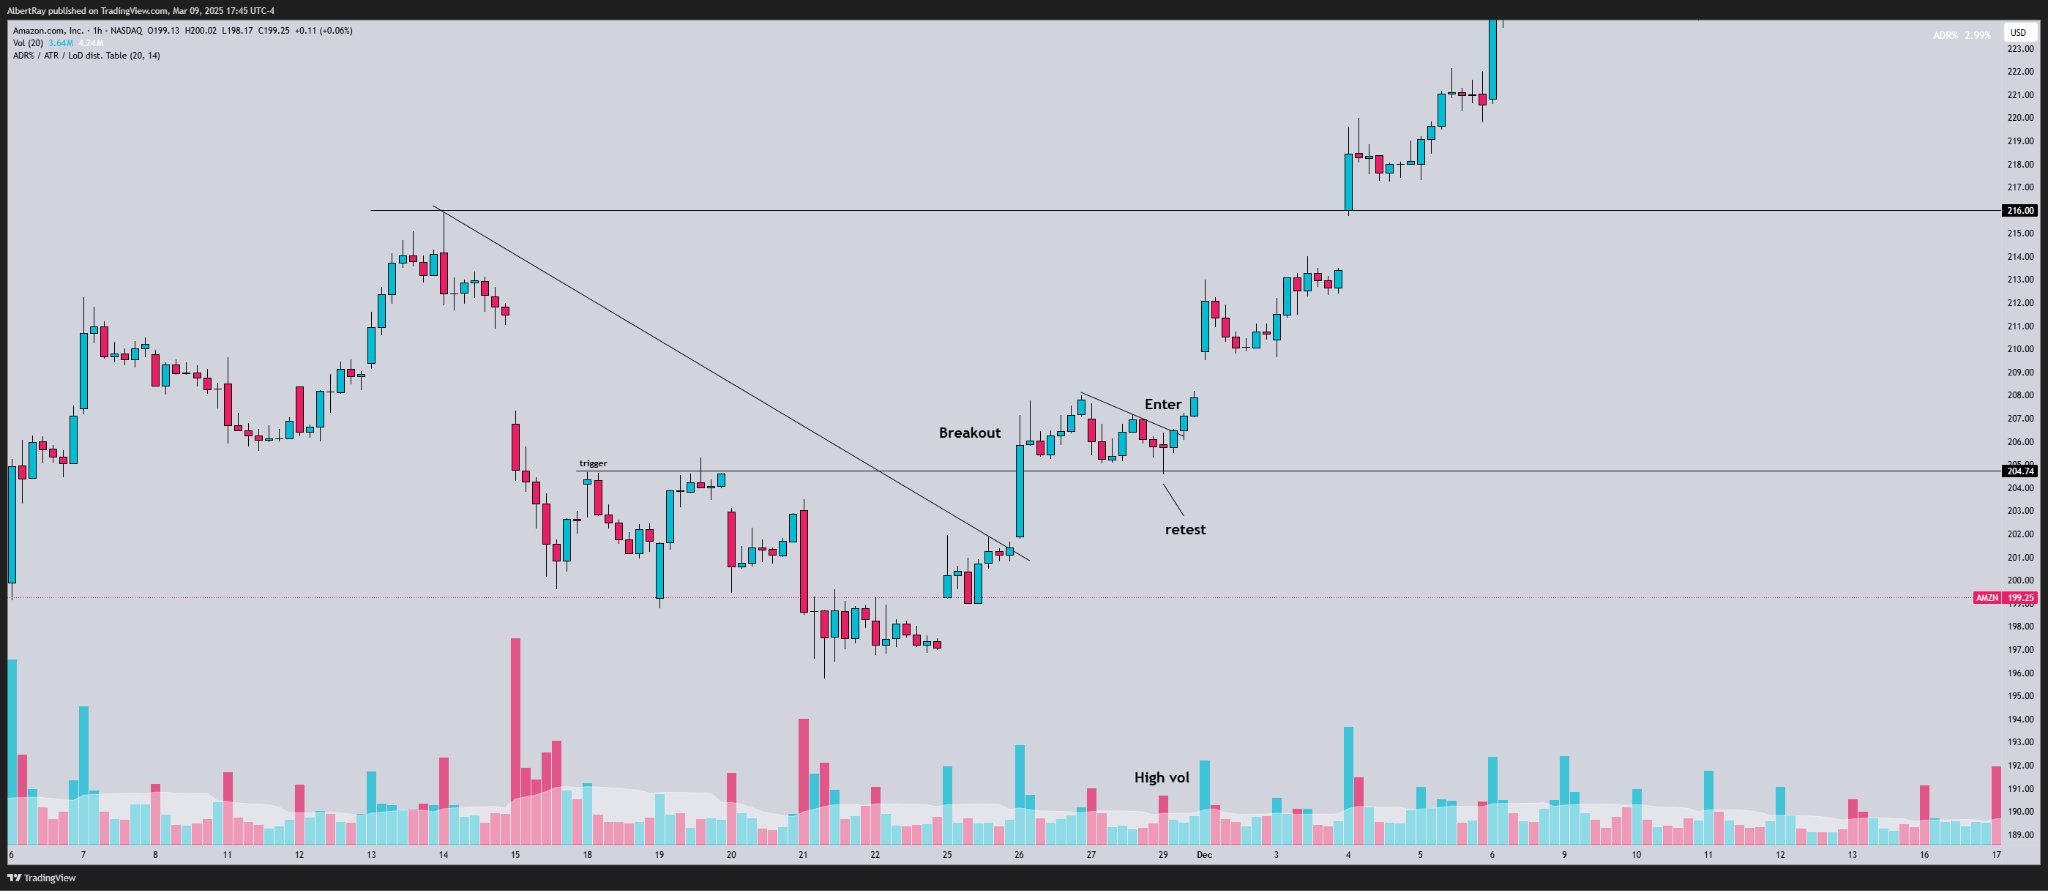 AlbertRay published on TradingView.com, Mar 09, 2025 17:45 UTC-4
Amazon.com, Inc. · 1h · NASDAQ O199.13 H200.02 L198.17 C199.25 +0.11 (+0.06%)
Vol (20) 3.64M 4.24M
ADR% / ATR / LoD dist. Table (20, 14)
ADR% 2.99%
USD
223.00
222.00
221.00
220.00
219.00
218.00
217.00
216.00
215.00
214.00
213.00
212.00
211.00
210.00
209.00
208.00
207.00
206.00
205.00
204.74
204.00
203.00
202.00
201.00
200.00
AMZN 199.25
199.00
198.00
197.00
196.00
195.00
194.00
193.00
192.00
191.00
190.00
189.00
Enter
Breakout
trigger
retest
High vol
6 7 8 11 12 13 14 15 18 19 20 21 22 25 26 27 29 Dec 3 4 5 6 9 10 11 12 13 16 17
TradingView